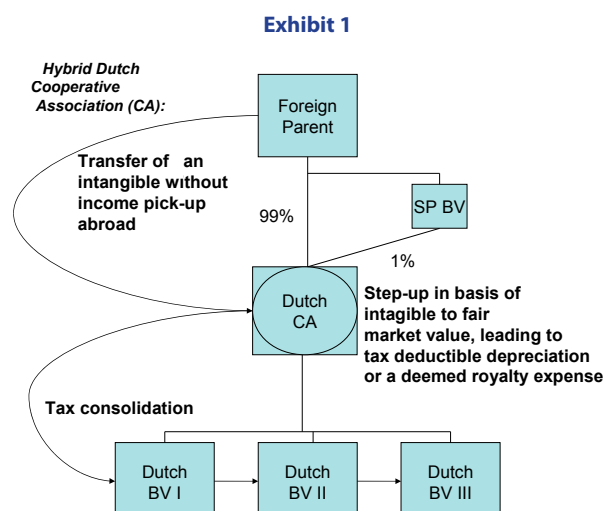 Exhibit 1
Hybrid Dutch
Cooperative
Association (CA):
Foreign
Parent
Transfer of an
intangible without
income pick-up
abroad
99%
SP BV
1%
Dutch
CA
Step-up in basis of
intagible to fair
market value, leading to
tax deductible depreciation
or a deemed royalty expense
Tax consolidation
Dutch
BV I
Dutch
BV II
Dutch
BV III